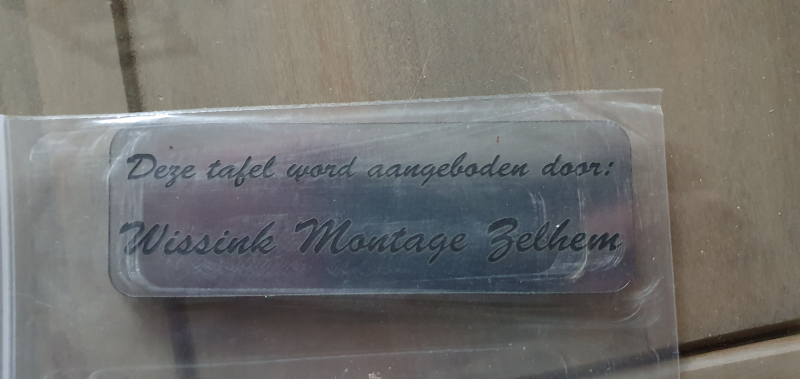 Deze tafel word aangeboden door:
Wissink Montage Zelhem